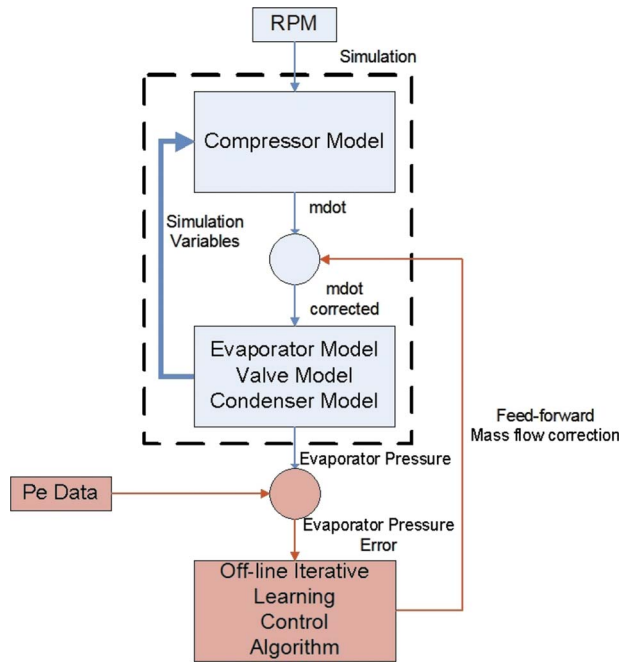 RPM
Simulation
Compressor Model
mdot
Simulation
Variables
mdot
corrected
Evaporator Model
Valve Model
Condenser Model
Feed-forward
Mass flow correction
Evaporator Pressure
Pe Data
Evaporator Pressure
Error
Off-line Iterative
Learning
Control
Algorithm